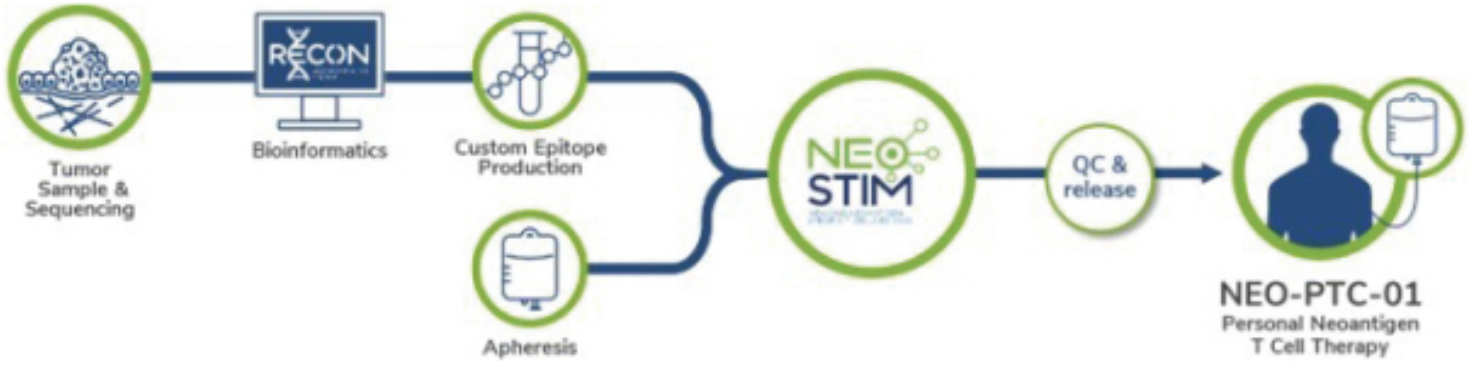 RECON
Bioinformatics
Tumor
Sample &
Sequencing
Custom Epitope
Production
Apheresis
NEO
STIM
QC &
release
NEO-PTC-01
Personal Neoantigen
T Cell Therapy